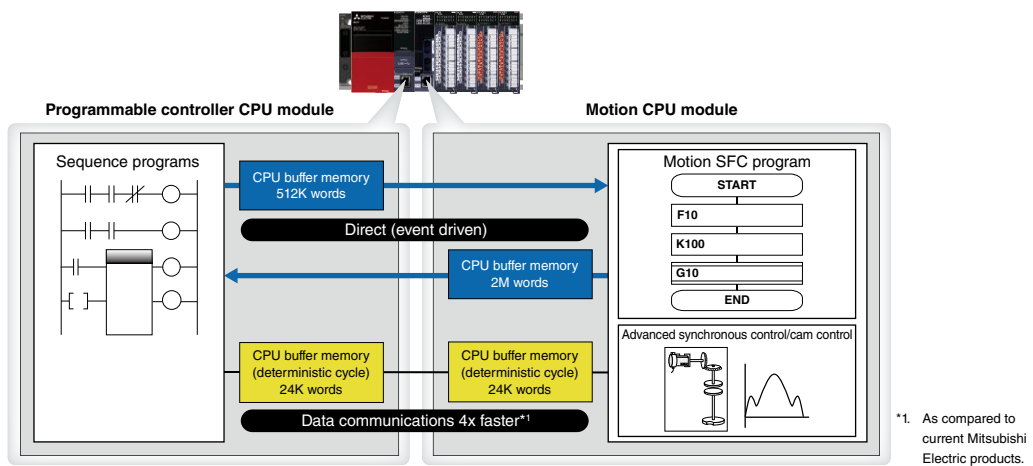 Programmable controller CPU module
Motion CPU module
Sequence programs
CPU buffer memory
512K words
Direct (event driven)
CPU buffer memory
2M words
CPU buffer memory
(deterministic cycle)
24K words
CPU buffer memory
(deterministic cycle)
24K words
Data communications 4x faster*1
Motion SFC program
START
F10
K100
G10
END
Advanced synchronous control/cam control
*1. As compared to
current Mitsubishi
Electric products.